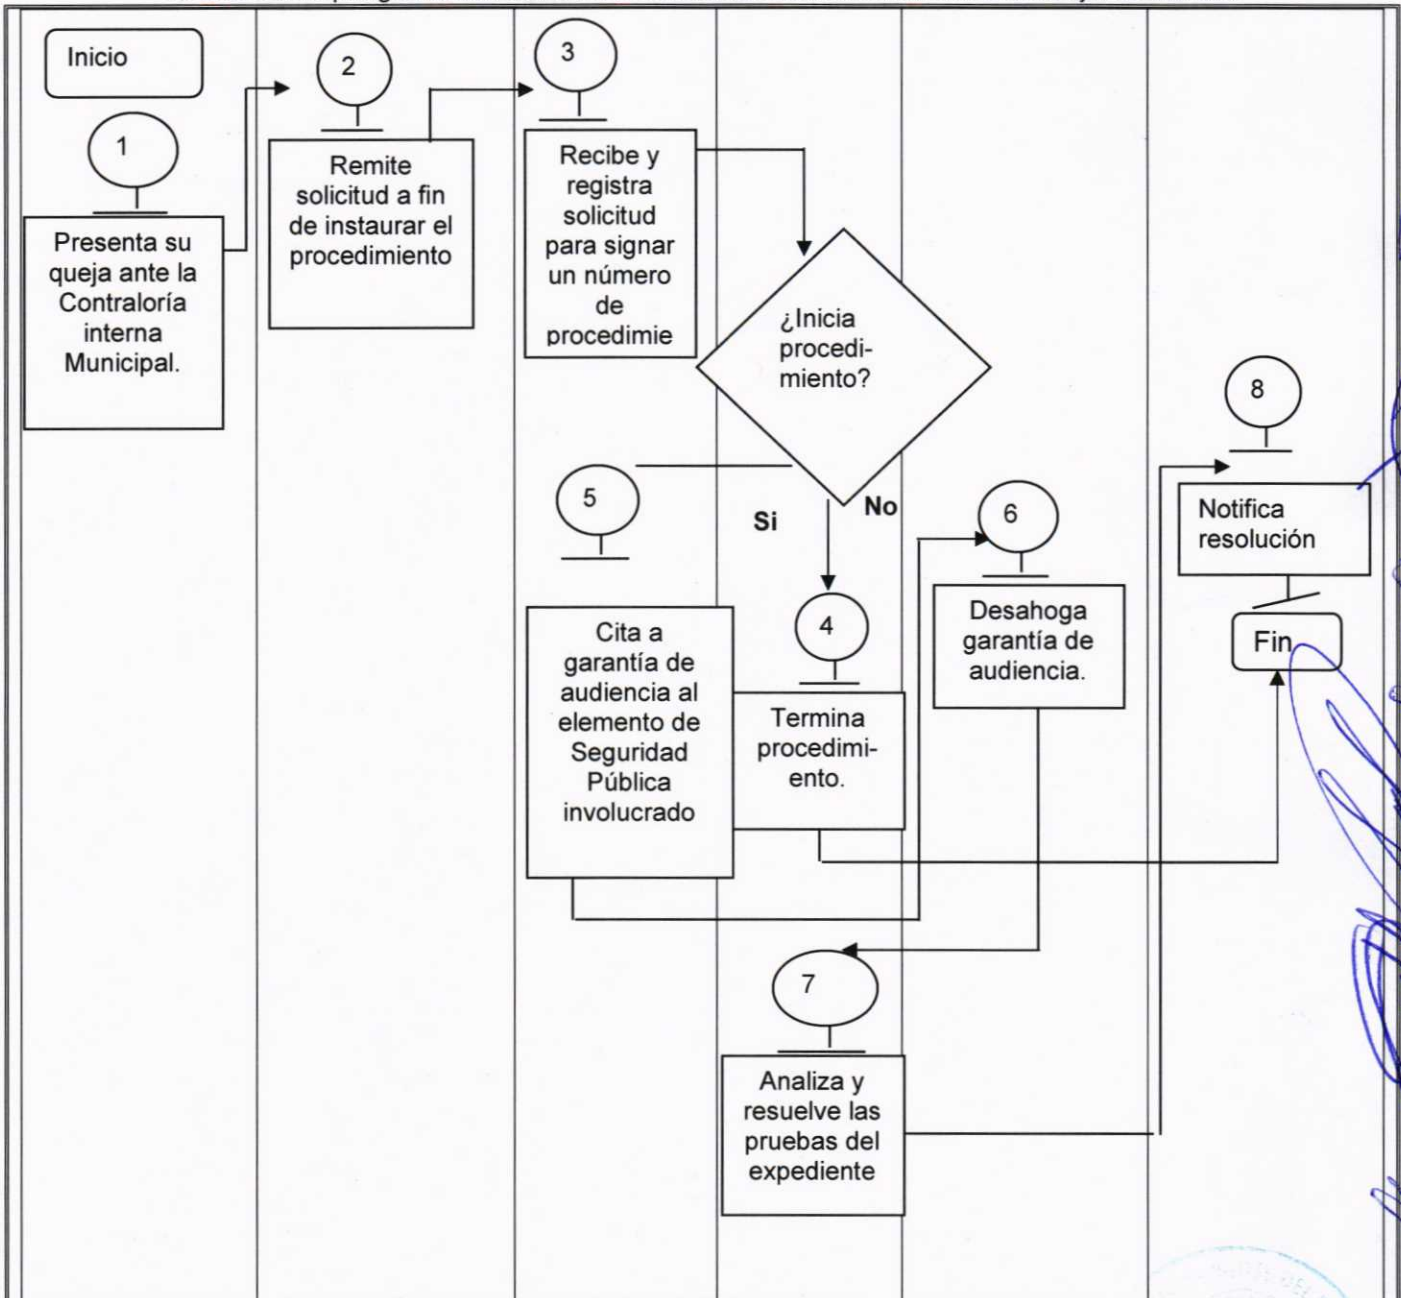 Inicio
1
Presenta su
queja ante la
Contraloría
interna
Municipal.
2
Remite
solicitud a fin
de instaurar el
procedimiento
3
Recibe y
registra
solicitud
para signar
un número
de
procedimie
¿Inicia
procedi-
miento?
Si
No
5
Cita a
garantía de
audiencia al
elemento de
Seguridad
Pública
involucrado
4
Termina
procedimi-
ento.
6
Desahoga
garantía de
audiencia.
7
Analiza y
resuelve las
pruebas del
expediente
8
Notifica
resolución
Fin